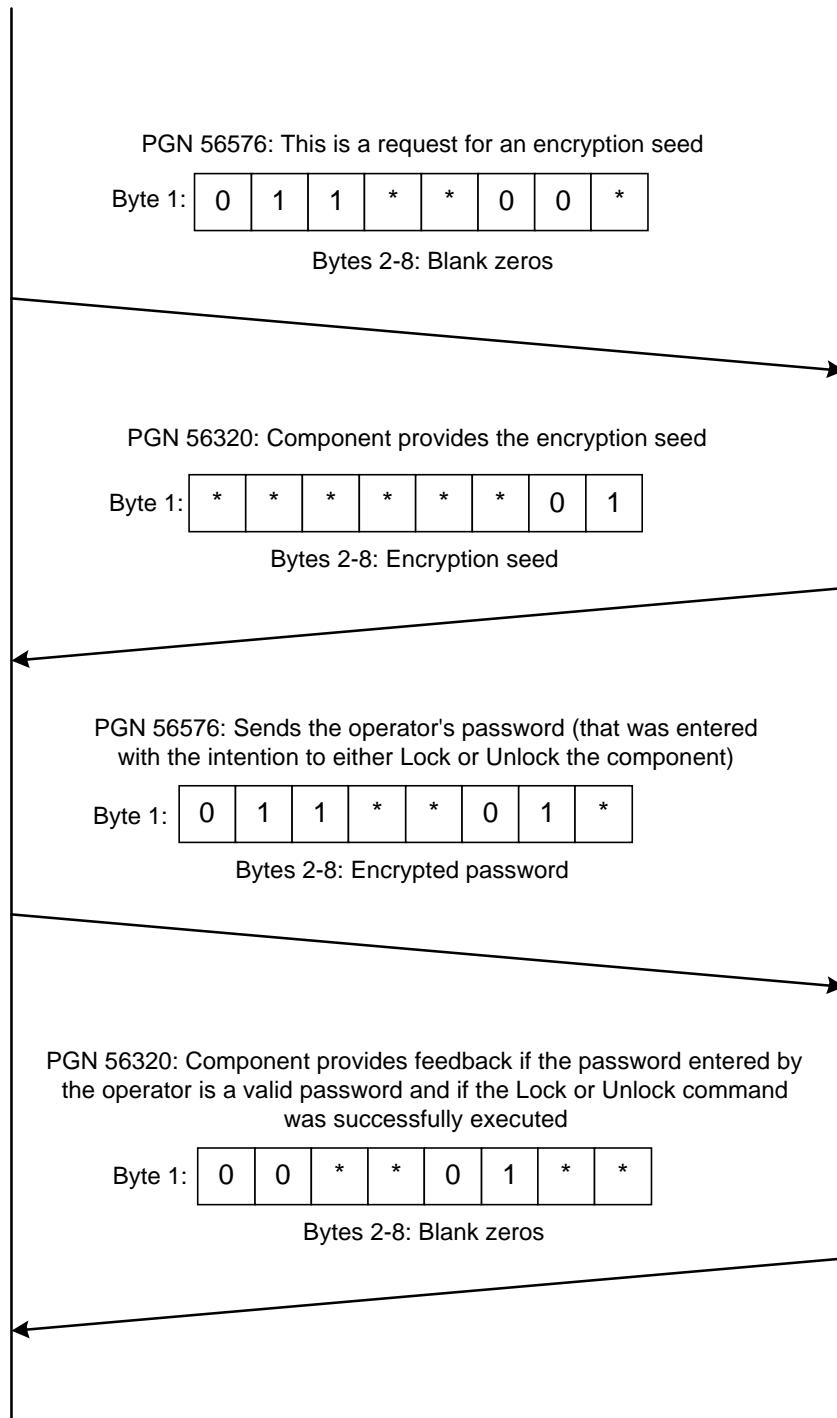 PGN 56576: This is a request for an encryption seed
Byte 1: 0 1 1 * * 0 0 *
Bytes 2-8: Blank zeros
PGN 56320: Component provides the encryption seed
Byte 1: * * * * * * 0 1
Bytes 2-8: Encryption seed
PGN 56576: Sends the operator's password (that was entered
with the intention to either Lock or Unlock the component)
Byte 1: 0 1 1 * * 0 1 *
Bytes 2-8: Encrypted password
PGN 56320: Component provides feedback if the password entered by
the operator is a valid password and if the Lock or Unlock command
was successfully executed
Byte 1: 0 0 * * 0 1 * *
Bytes 2-8: Blank zeros